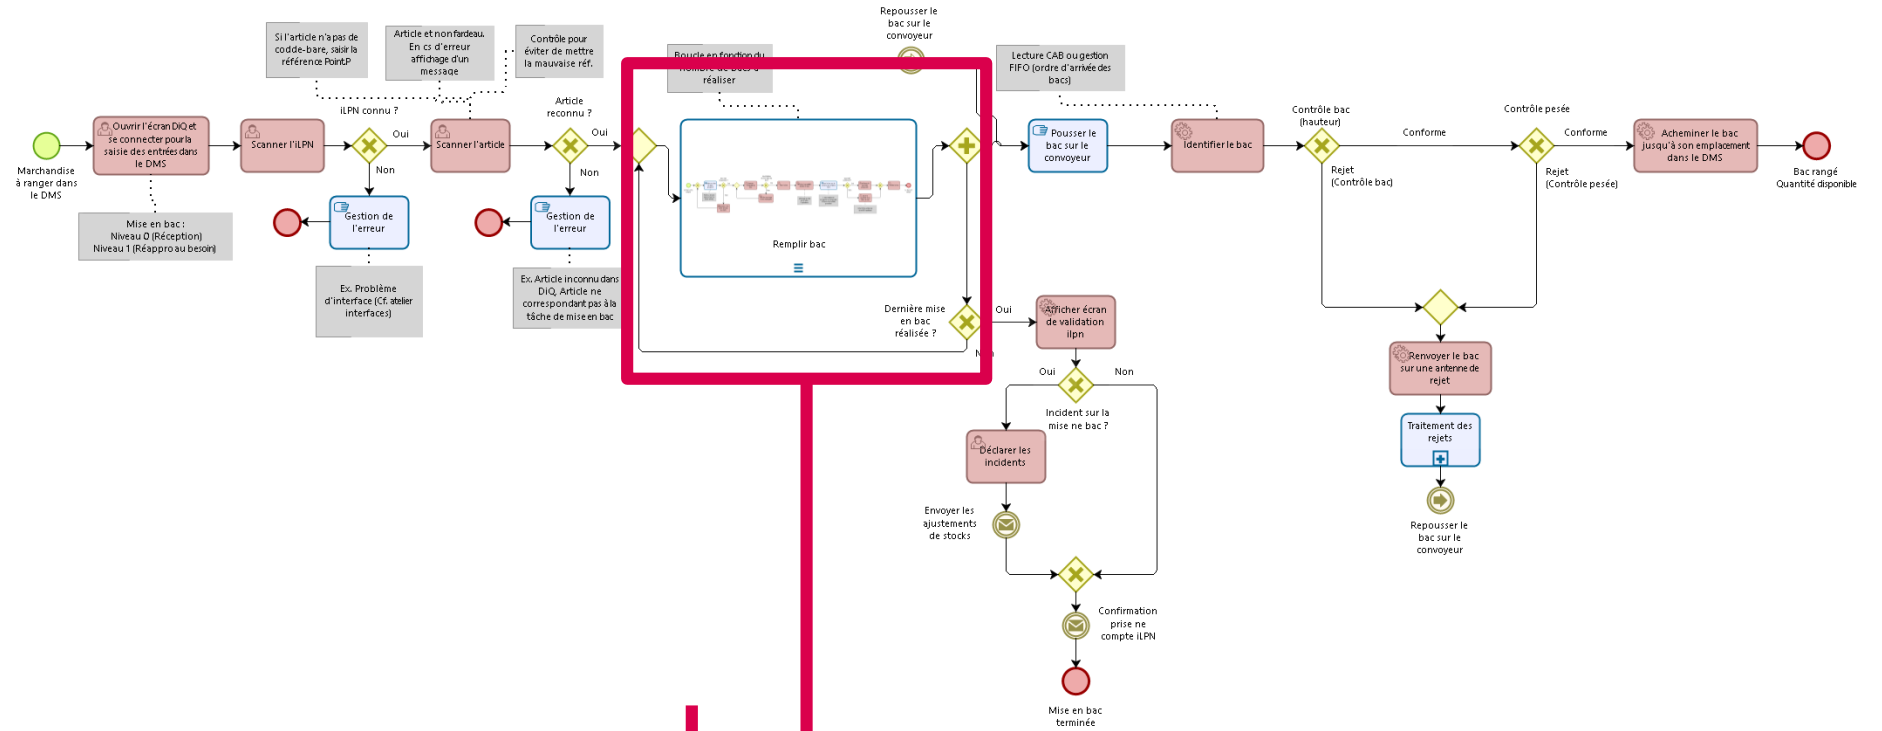 Repousser le
bac sur le
convoyeur
Si l'article n'a pas de
codde-bare, saisir la
référence Point.P
Article et non fardeau.
En cs d'erreur
affichage d'un
message
Contrôle pour
éviter de mettre
la mauvaise réf.
Boucle en fonction du
nombre de bacs à
réaliser
Lecture CAB ou gestion
FIFO (ordre d'arrivée des
bacs)
iLPN connu ?
Article
reconnu ?
Contrôle bac
(hauteur)
Contrôle pesée
Ouvrir l'écran DiQ et
se connecter pour la
saisie des entrées dans
le DMS
Scanner l'iLPN
Oui
Scanner l'article
Oui
Pousser le
bac sur le
convoyeur
Identifier le bac
Conforme
Conforme
Acheminer le bac
jusqu'à son emplacement
dans le DMS
Marchandise
à ranger dans
le DMS
Non
Non
Rejet
(Contrôle bac)
Rejet
(Contrôle pesée)
Bac rangé
Quantité disponible
Mise en bac :
Niveau 0 (Réception)
Niveau 1 (Réappro au besoin)
Gestion de
l'erreur
Gestion de
l'erreur
Remplir bac
Ex. Problème
d'interface (Cf. atelier
interfaces)
Ex. Article inconnu dans
DiQ, Article ne
correspondant pas à la
tâche de mise en bac
Dernière mise
en bac
réalisée ?
Oui
Non
Afficher écran
de validation
ilpn
Oui
Non
Incident sur la
mise ne bac ?
Renvoyer le bac
sur une antenne de
rejet
Traitement des
rejets
Déclarer les
incidents
Envoyer les
ajustements
de stocks
Repousser le
bac sur le
convoyeur
Confirmation
prise ne
compte iLPN
Mise en bac
terminée